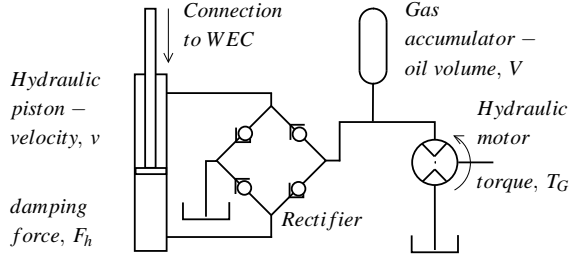 Connection
to WEC
Gas
accumulator –
oil volume, V
Hydraulic
piston –
velocity, v
Hydraulic
motor
torque, T_G
damping
force, F_h
Rectifier